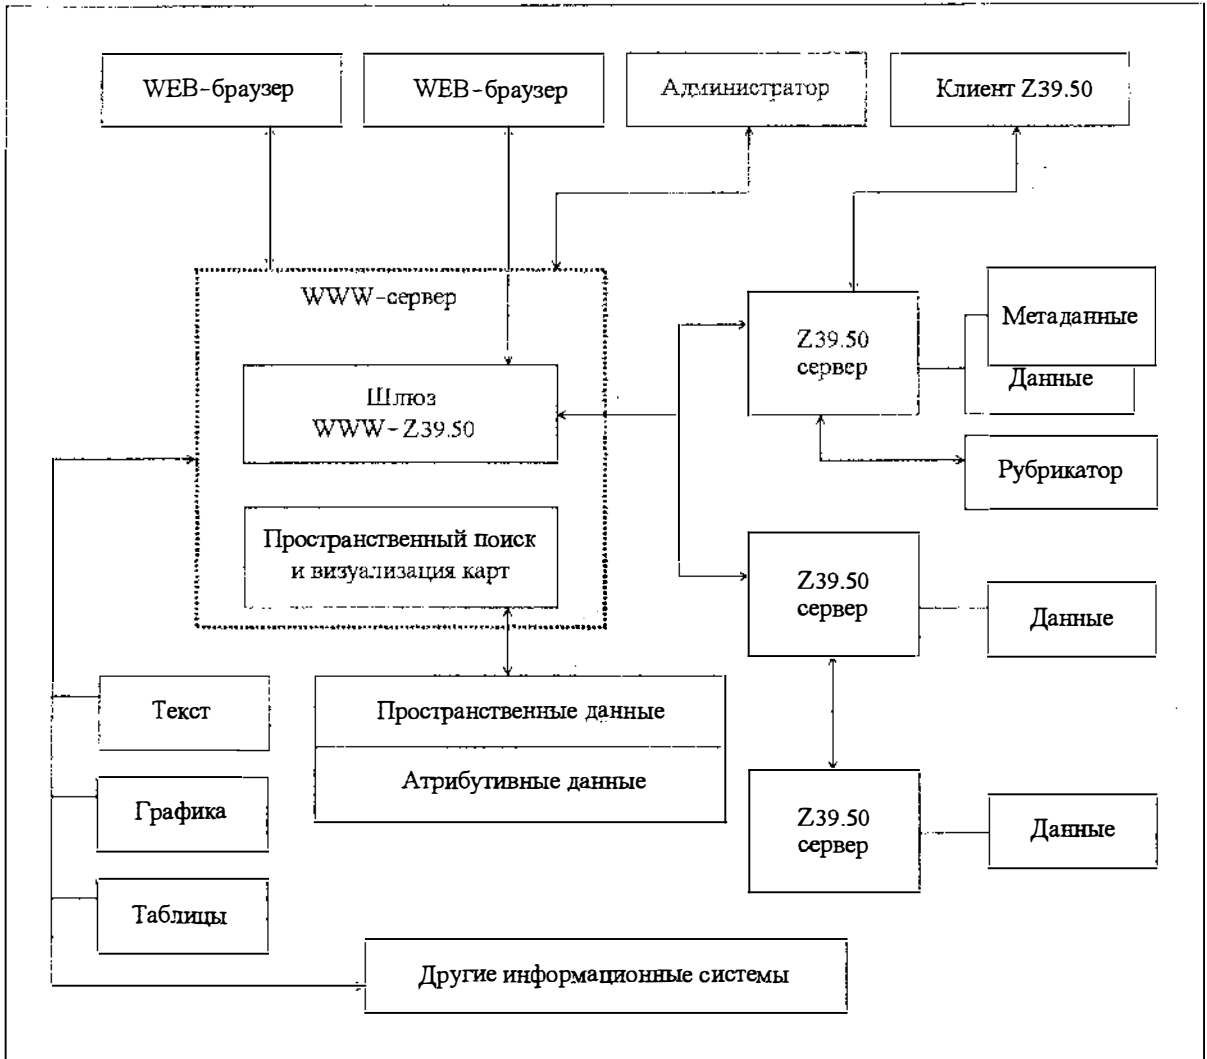 WEB-браузер
WEB-браузер
Администратор
Клиент Z39.50
WWW-сервер
Шлюз
WWW-Z39.50
Пространственный поиск
и визуализация карт
Z39.50
сервер
Метаданные
Данные
Рубрикатор
Z39.50
сервер
Данные
Текст
Графика
Таблицы
Пространственные данные
Атрибутивные данные
Z39.50
сервер
Данные
Другие информационные системы